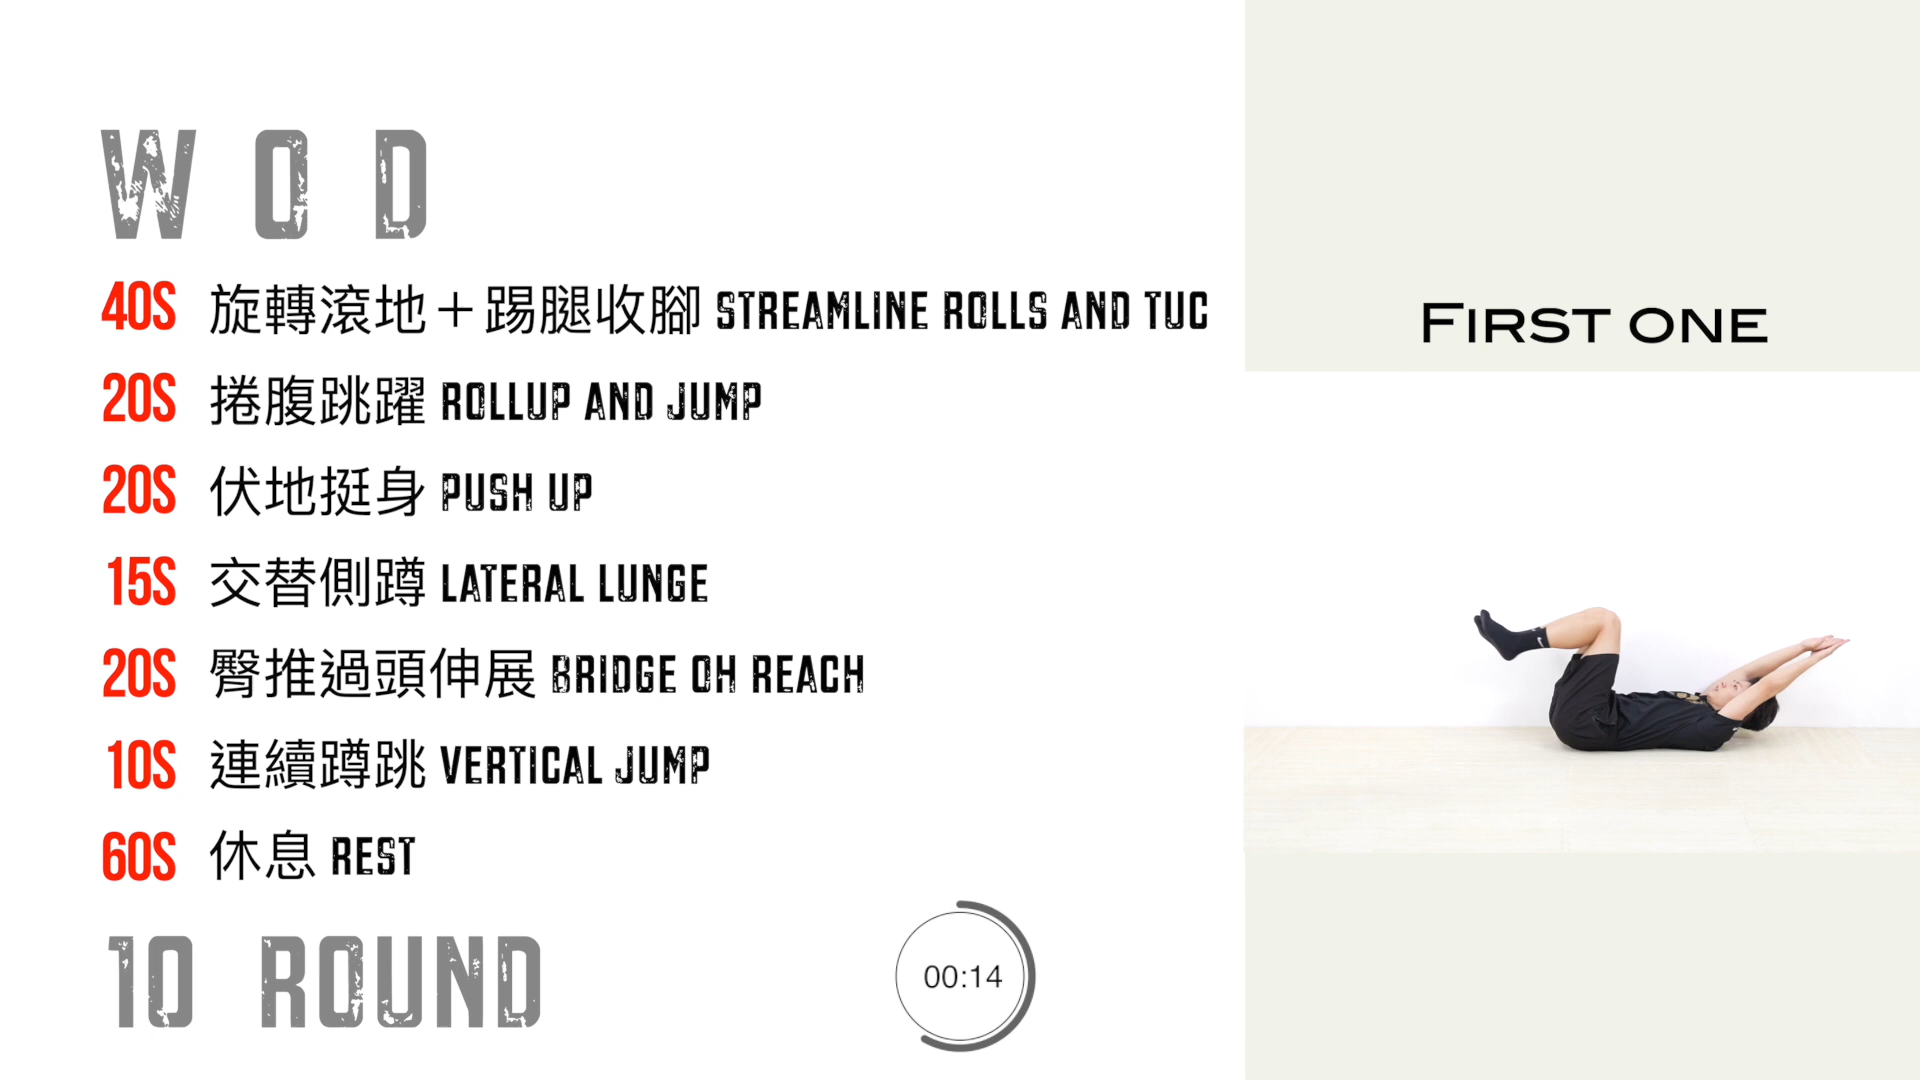 W O D
40S 旋轉滾地＋踢腿收腳 STREAMLINE ROLLS AND TUC
20S 捲腹跳躍 ROLLUP AND JUMP
20S 伏地挺身 PUSH UP
15S 交替側蹲 LATERAL LUNGE
20S 臀推過頭伸展 BRIDGE OH REACH
10S 連續蹲跳 VERTICAL JUMP
60S 休息 REST
10 ROUND
00:14
FIRST ONE